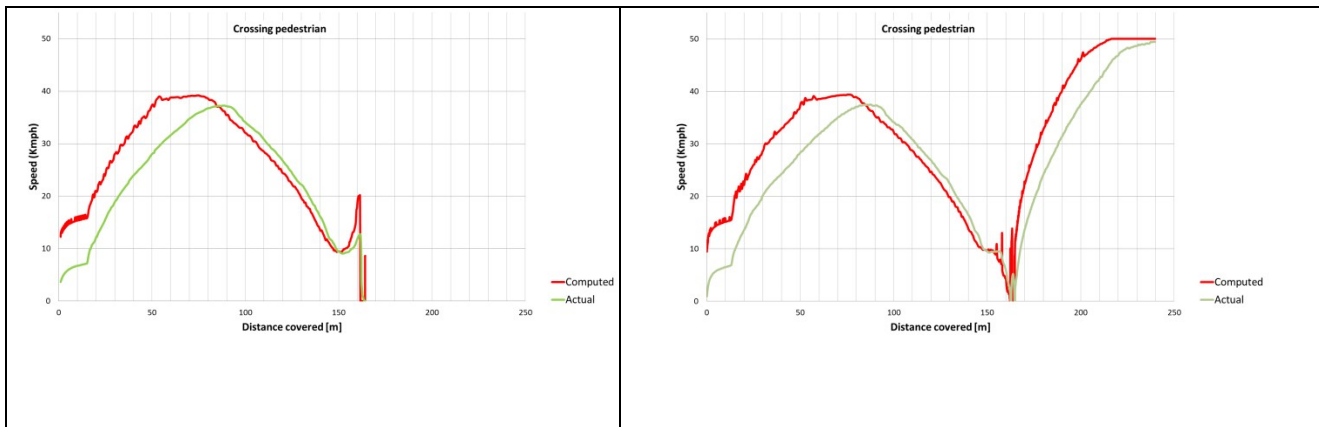 Crossing pedestrian
50
40
30
20
10
0
Speed (Kmph)
0 50 100 150 200 250
Distance covered [m]
Computed
Actual
Crossing pedestrian
50
40
30
20
10
0
Speed (Kmph)
0 50 100 150 200 250
Distance covered [m]
Computed
Actual